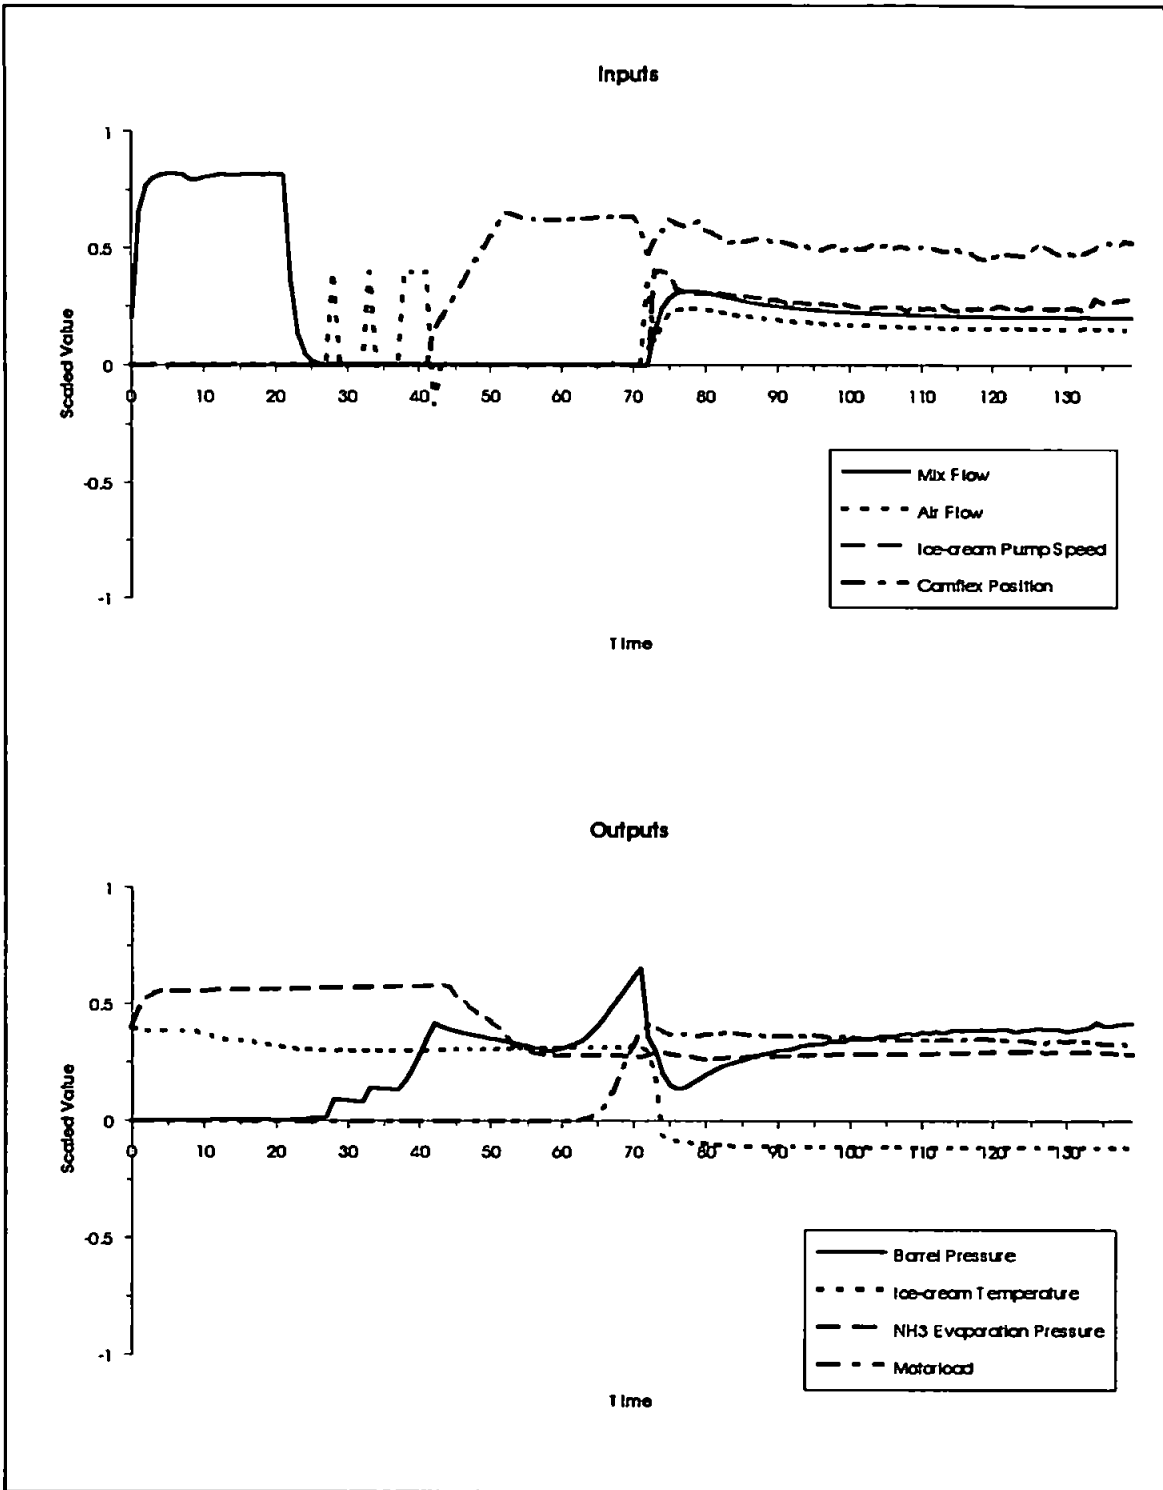 Inputs
1
0.5
0
-0.5
-1
Scaled Value
0 10 20 30 40 50 60 70 80 90 100 110 120 130
Mix Flow
Air Flow
Ice-cream Pump Speed
Camflex Position
Time
Outputs
1
0.5
0
-0.5
-1
Scaled Value
0 10 20 30 40 50 60 70 80 90 100 110 120 130
Barrel Pressure
Ice-cream Temperature
NH3 Evaporation Pressure
Motorload
Time